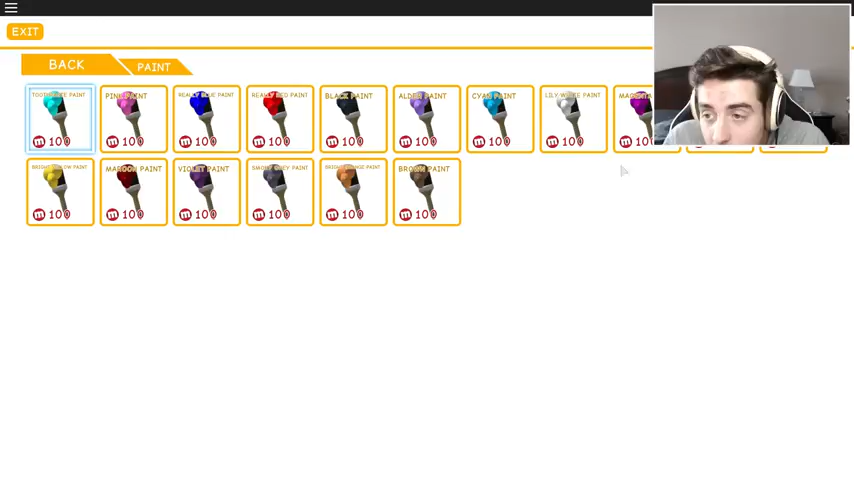 EXIT
BACK
PAINT
TOOTHPASTE PAINT
PINK PAINT
REALLY BLUE PAINT
REALLY RED PAINT
BLACK PAINT
ALDER PAINT
CYAN PAINT
LILY WHITE PAINT
100
100
100
100
100
100
100
100
100
BRIGHT YELLOW PAINT
MAROON PAINT
VIOLET PAINT
SMOKY GREY PAINT
BRIGHT ORANGE PAINT
BROWN PAINT
100
100
100
100
100
100